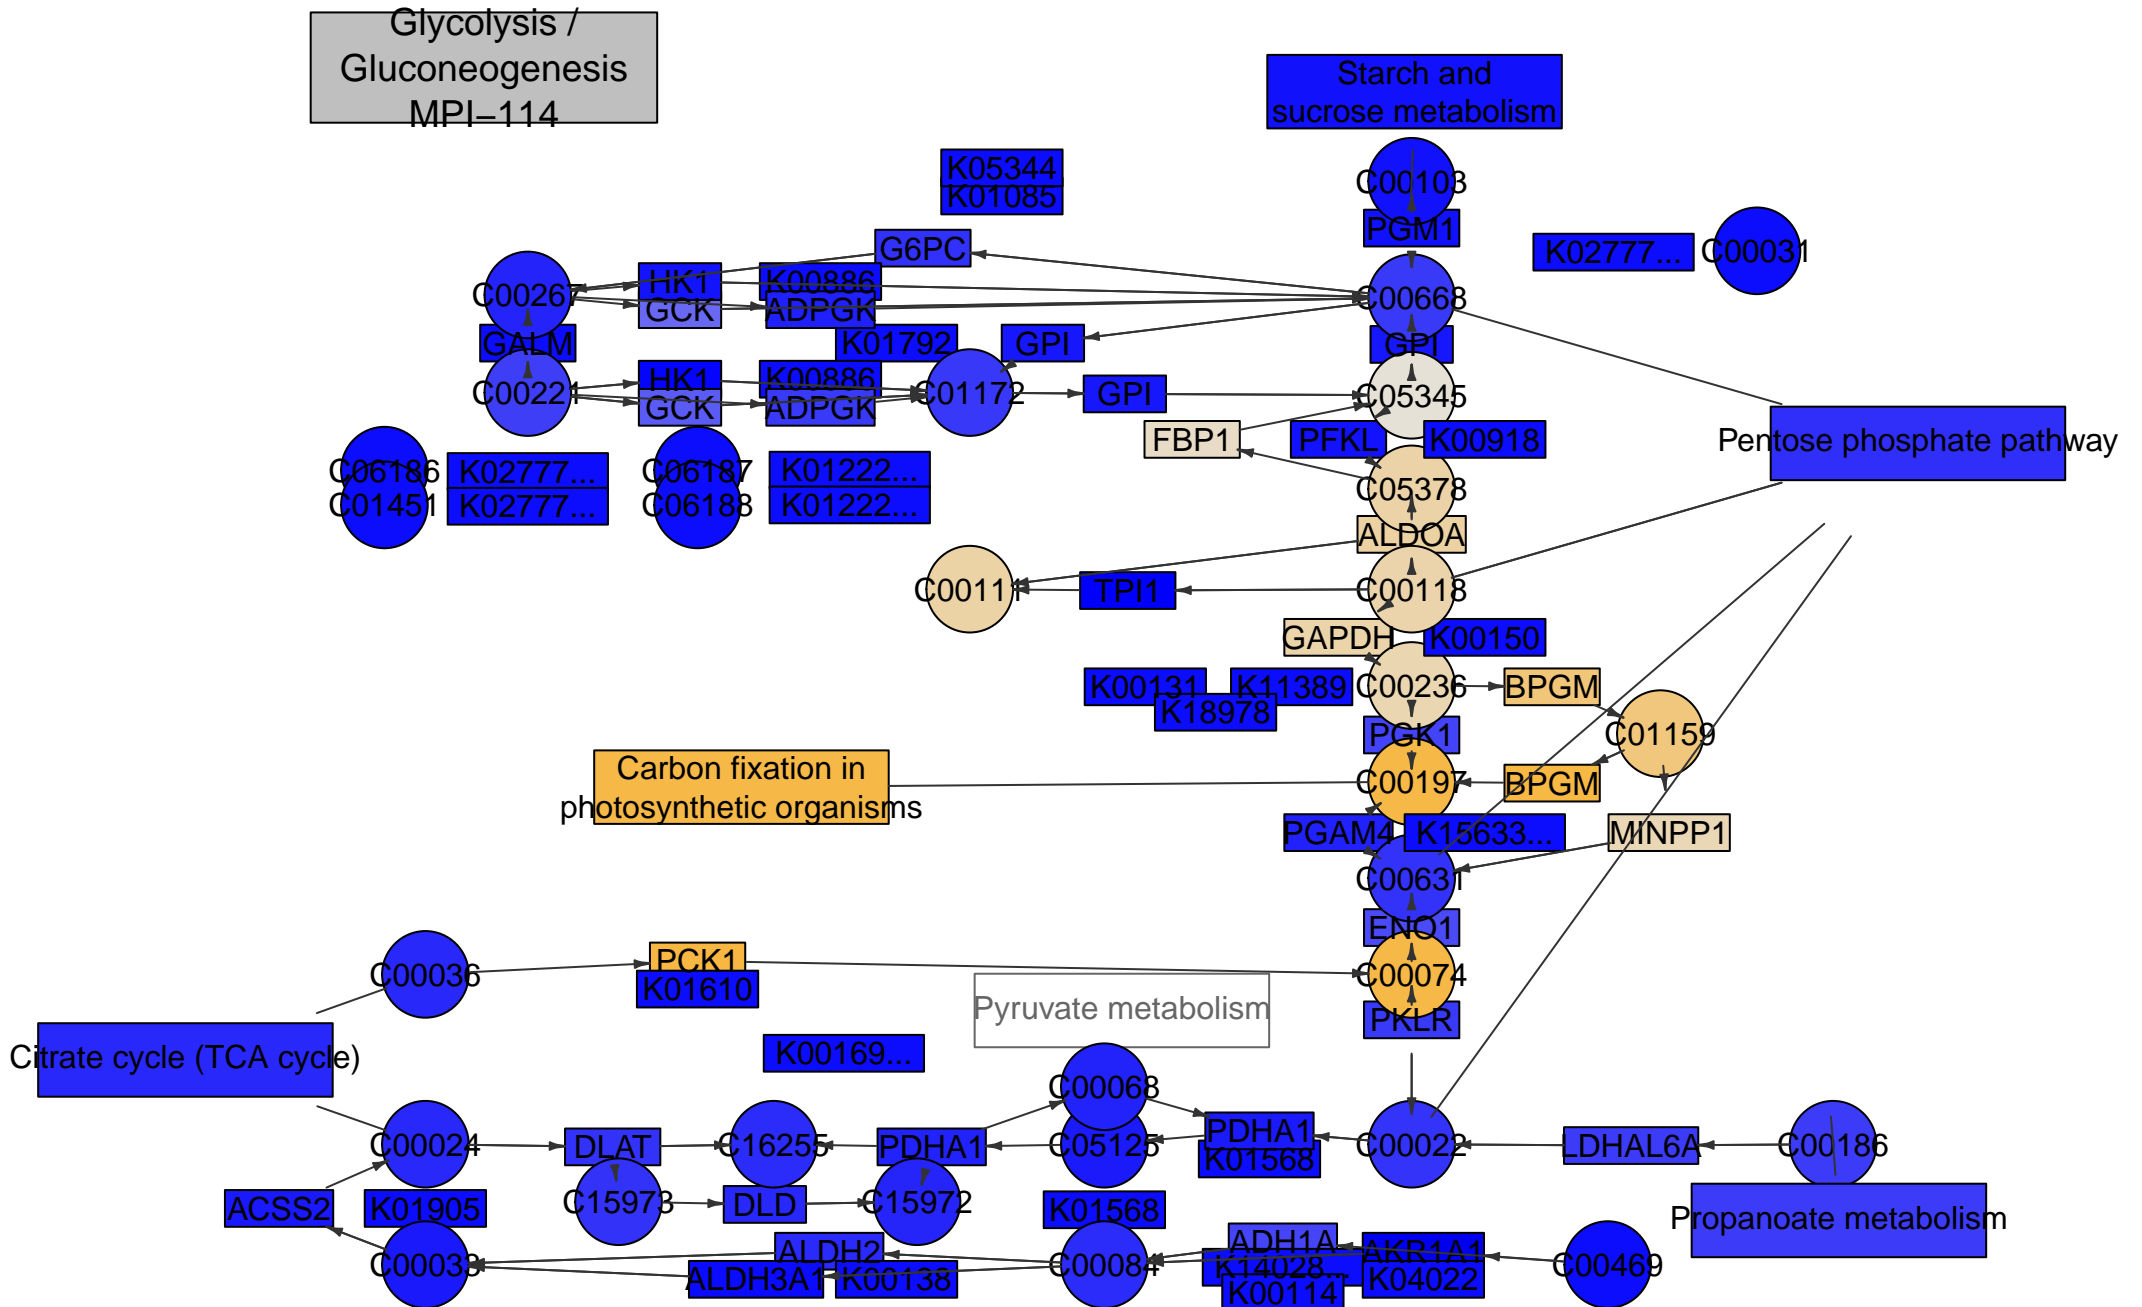 Glycolysis /
Gluconeogenesis
MPI–114
Starch and
sucrose metabolism
K05344
K01085
C00103
PGM1
G6PC
K02777...
C00031
C00267
HK1
K00886
GCK
ADPGK
C00668
GALM
K01792
GPI
GPI
C00221
HK1
K00886
GCK
ADPGK
C01172
GPI
C05345
FBP1
PFKL
K00918
Pentose phosphate pathway
C06186
K02777...
C06187
K01222...
C05378
C01451
K02777...
C06188
K01222...
ALDOA
C00111
TPI1
C00118
GAPDH
K00150
K00131
K11389
C00236
BPGM
K18978
PGK1
C01159
Carbon fixation in
photosynthetic organisms
C00197
BPGM
PGAM4
K15633...
MINPP1
C00631
ENO1
C00036
PCK1
K01610
C00074
Pyruvate metabolism
PKLR
Citrate cycle (TCA cycle)
K00169...
C00068
C00024
DLAT
C16255
PDHA1
C05125
PDHA1
K01568
C00022
LDHAL6A
C00186
ACSS2
K01905
C15973
DLD
C15972
K01568
Propanoate metabolism
C00033
ALDH2
ALDH3A1
K00138
C00084
ADH1A
K14028...
K00114
AKR1A1
K04022
C00469